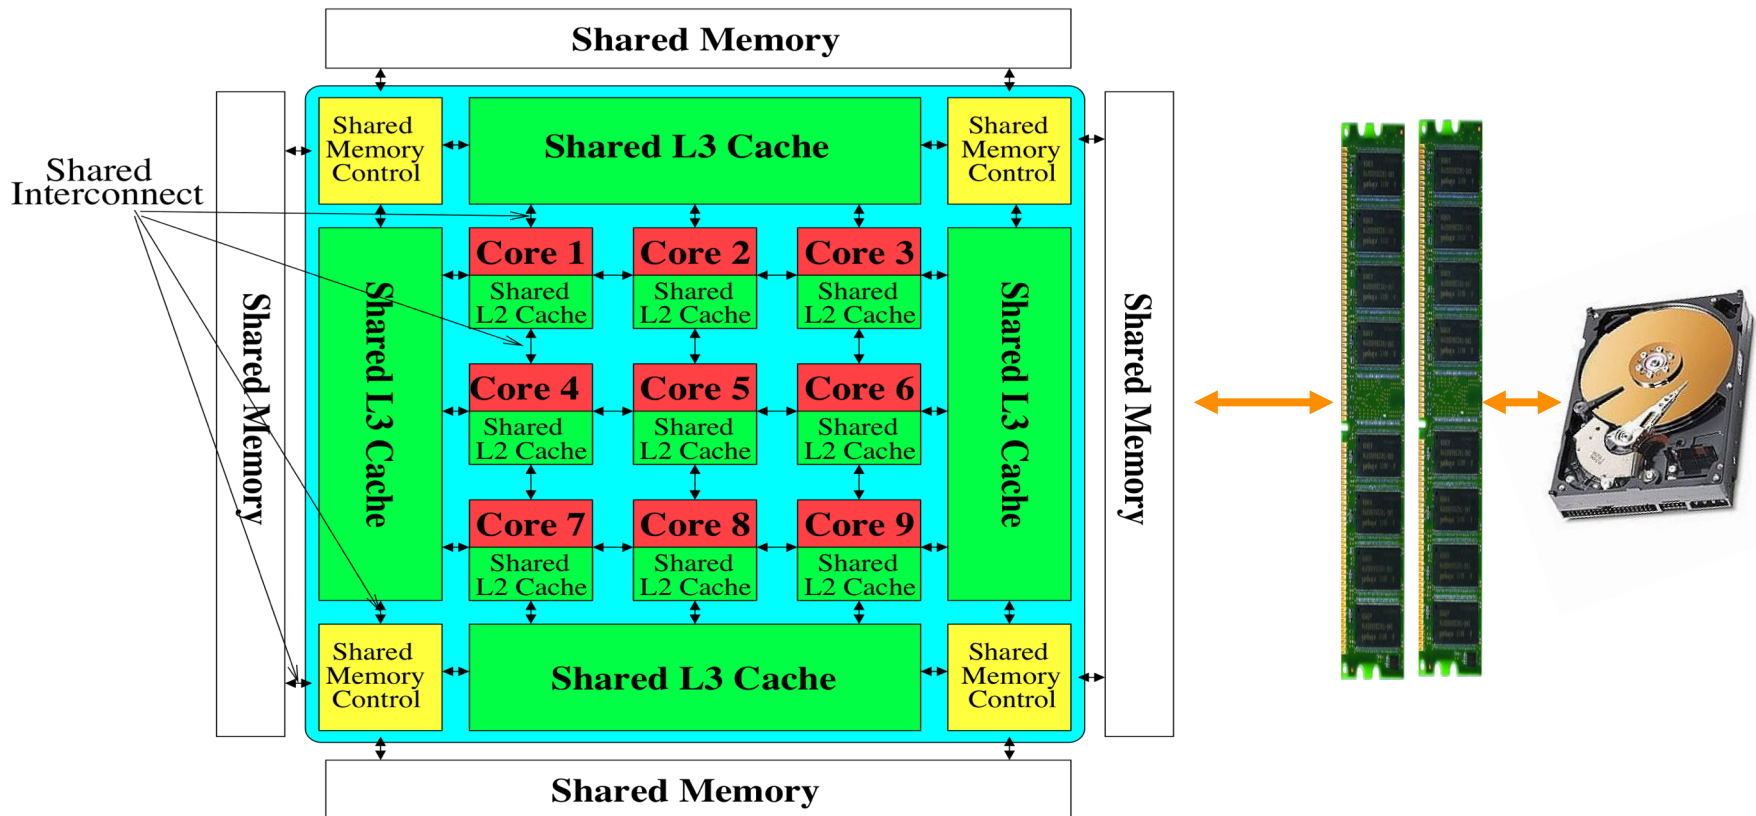 Shared Memory
Shared
Memory
Control
Shared L3 Cache
Shared
Memory
Control
Shared
Interconnect
Shared Memory
Shared L3 Cache
Core 1
Shared
L2 Cache
Core 2
Shared
L2 Cache
Core 3
Shared
L2 Cache
Shared L3 Cache
Shared Memory
Core 4
Shared
L2 Cache
Core 5
Shared
L2 Cache
Core 6
Shared
L2 Cache
Core 7
Shared
L2 Cache
Core 8
Shared
L2 Cache
Core 9
Shared
L2 Cache
Shared
Memory
Control
Shared L3 Cache
Shared
Memory
Control
Shared Memory